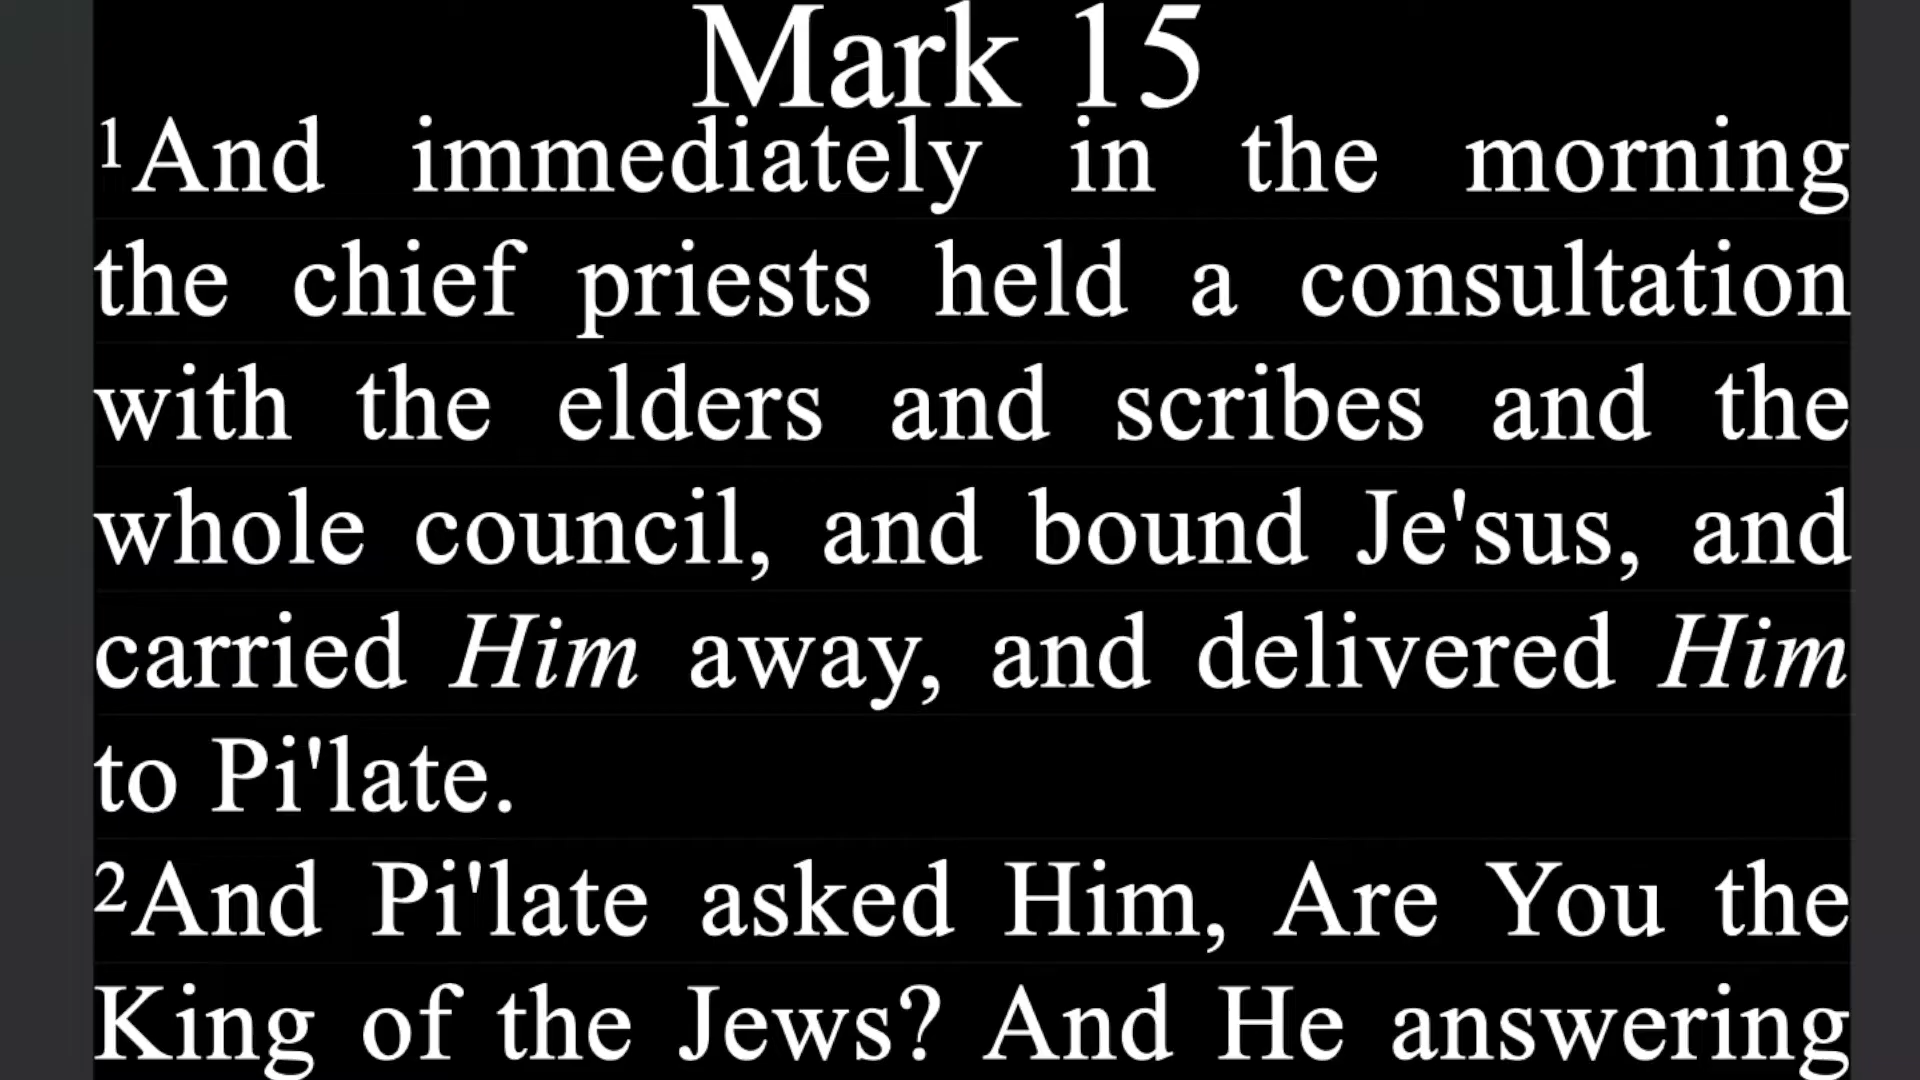 Mark 15
1And immediately in the morning
the chief priests held a consultation
with the elders and scribes and the
whole council, and bound Je'sus, and
carried Him away, and delivered Him
to Pi'late.
2And Pi'late asked Him, Are You the
King of the Jews? And He answering